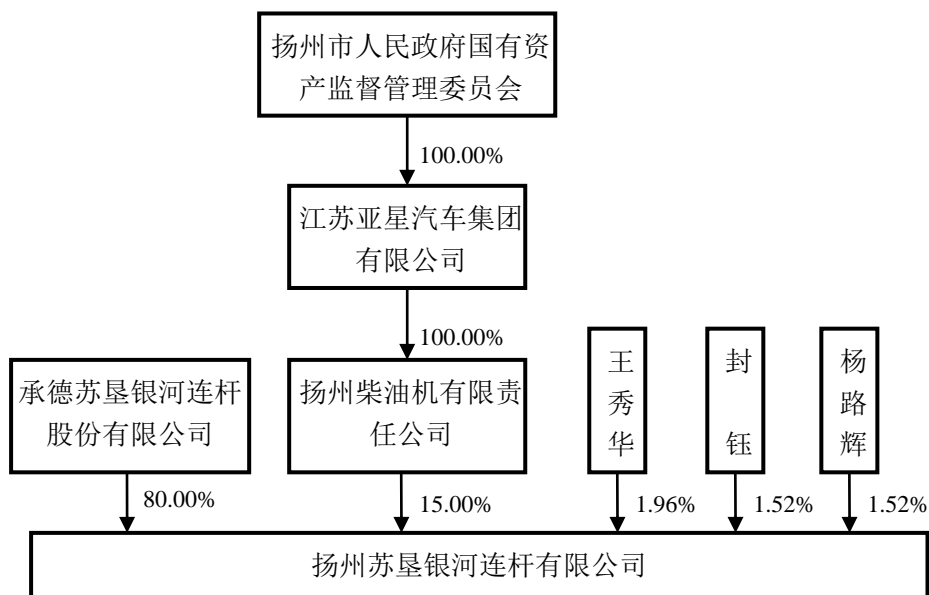 扬州市人民政府国有资
产监督管理委员会
100.00%
江苏亚星汽车集团
有限公司
100.00%
承德苏垦银河连杆
股份有限公司
扬州柴油机有限责
任公司
王秀华
封钰
杨路辉
80.00%
15.00%
1.96%
1.52%
1.52%
扬州苏垦银河连杆有限公司